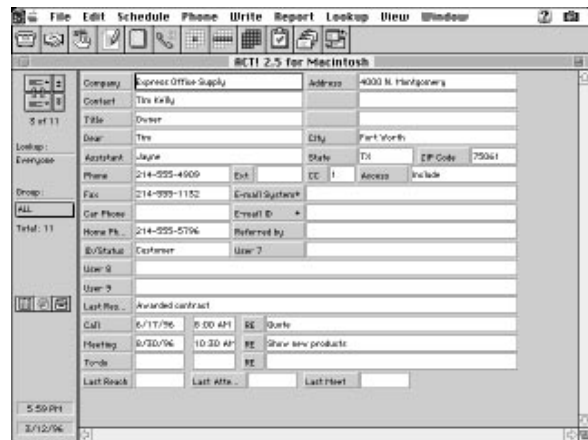 File Edit Schedule Phone Write Report Lookup View Window
ACT! 2.5 for Macintosh
3 of 11
Lookup:
Everyone
Group:
ALL
Total: 11
Company Express Office Supply Address 4000 N. Montgomery
Contact Tim Kelly
Title Owner
Dear Tim City Fort Worth
Assistant Jayne State TX ZIP Code 75061
Phone 214-555-4909 Ext CC 1 Access Include
Fax 214-555-1132 E-mail System
Car Phone E-mail ID
Home Ph... 214-555-5796 Referred by
ID/Status Customer User 7
User 8
User 9
Last Res... Awarded contract
Call 6/17/96 8:00 AM RE Quote
Meeting 8/30/96 10:30 AM RE Show new products
To-do RE
Last Reach Last Atte... Last Meet
5:59 PM
3/12/96